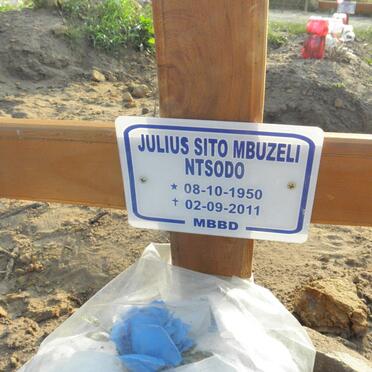 JULIUS SITO MBUZELI
NTSODO
★ 08-10-1950
✝ 02-09-2011
MBBD